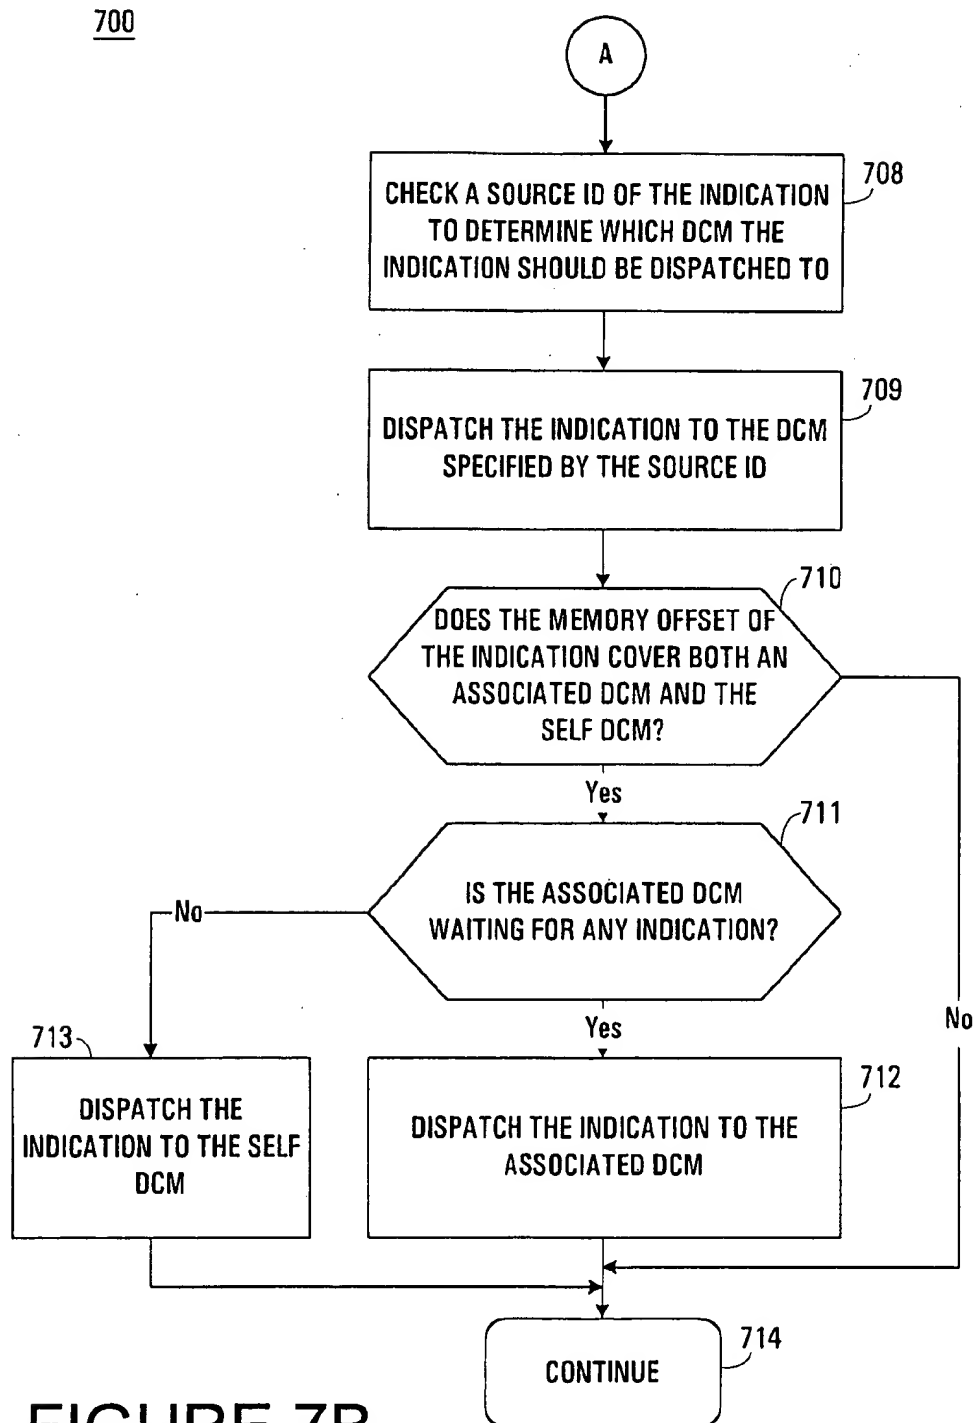 700
A
708
CHECK A SOURCE ID OF THE INDICATION
TO DETERMINE WHICH DCM THE
INDICATION SHOULD BE DISPATCHED TO
709
DISPATCH THE INDICATION TO THE DCM
SPECIFIED BY THE SOURCE ID
710
DOES THE MEMORY OFFSET OF
THE INDICATION COVER BOTH AN
ASSOCIATED DCM AND THE
SELF DCM?
Yes
711
IS THE ASSOCIATED DCM
WAITING FOR ANY INDICATION?
No
Yes
No
713
DISPATCH THE
INDICATION TO THE SELF
DCM
712
DISPATCH THE INDICATION TO THE
ASSOCIATED DCM
714
CONTINUE
FIGURE 7B